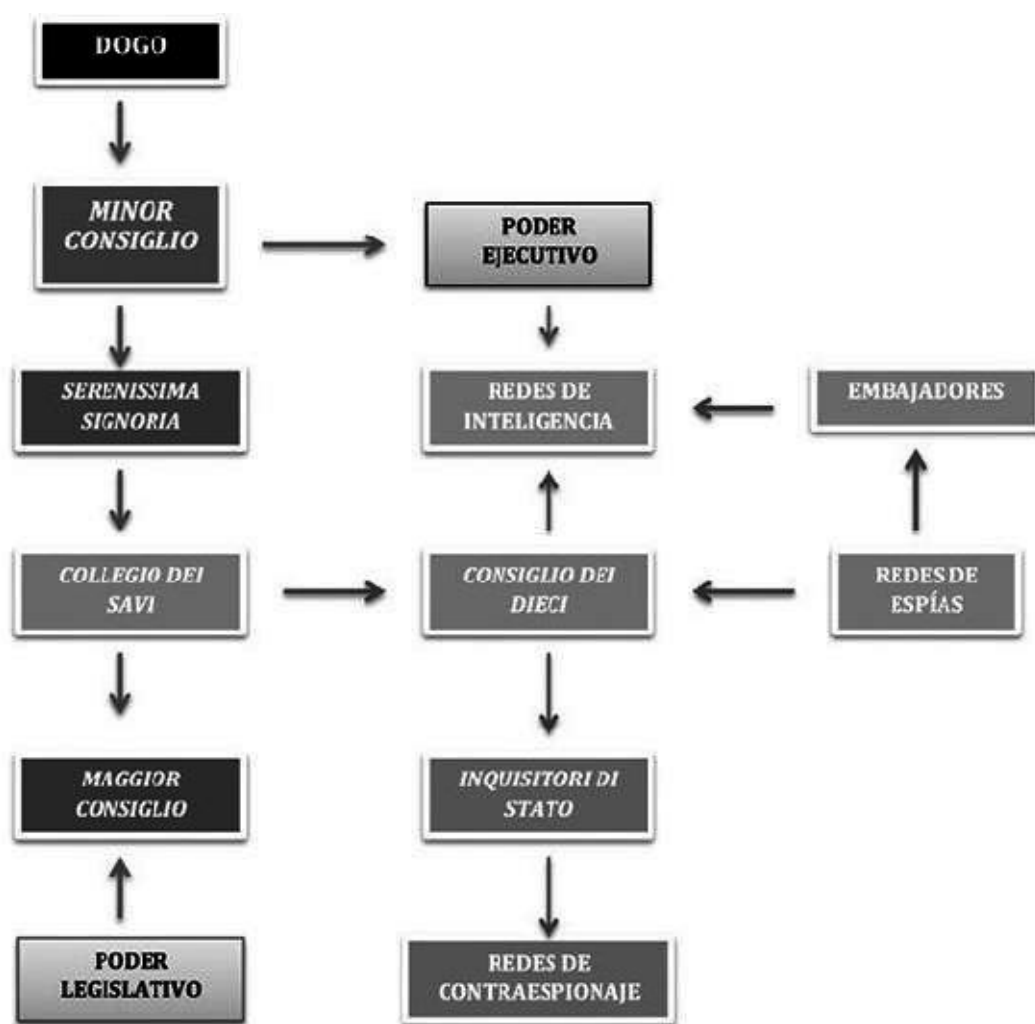 DOGO
MINOR
CONSIGLIO
PODER
EJECUTIVO
SERENISSIMA
SIGNORIA
REDES DE
INTELIGENCIA
EMBAJADORES
COLLEGIO DEI
SAVI
CONSIGLIO DEI
DIECI
REDES DE
ESPÍAS
MAGGIOR
CONSIGLIO
INQUISITORI DI
STATO
PODER
LEGISLATIVO
REDES DE
CONTRAESPIONAJE